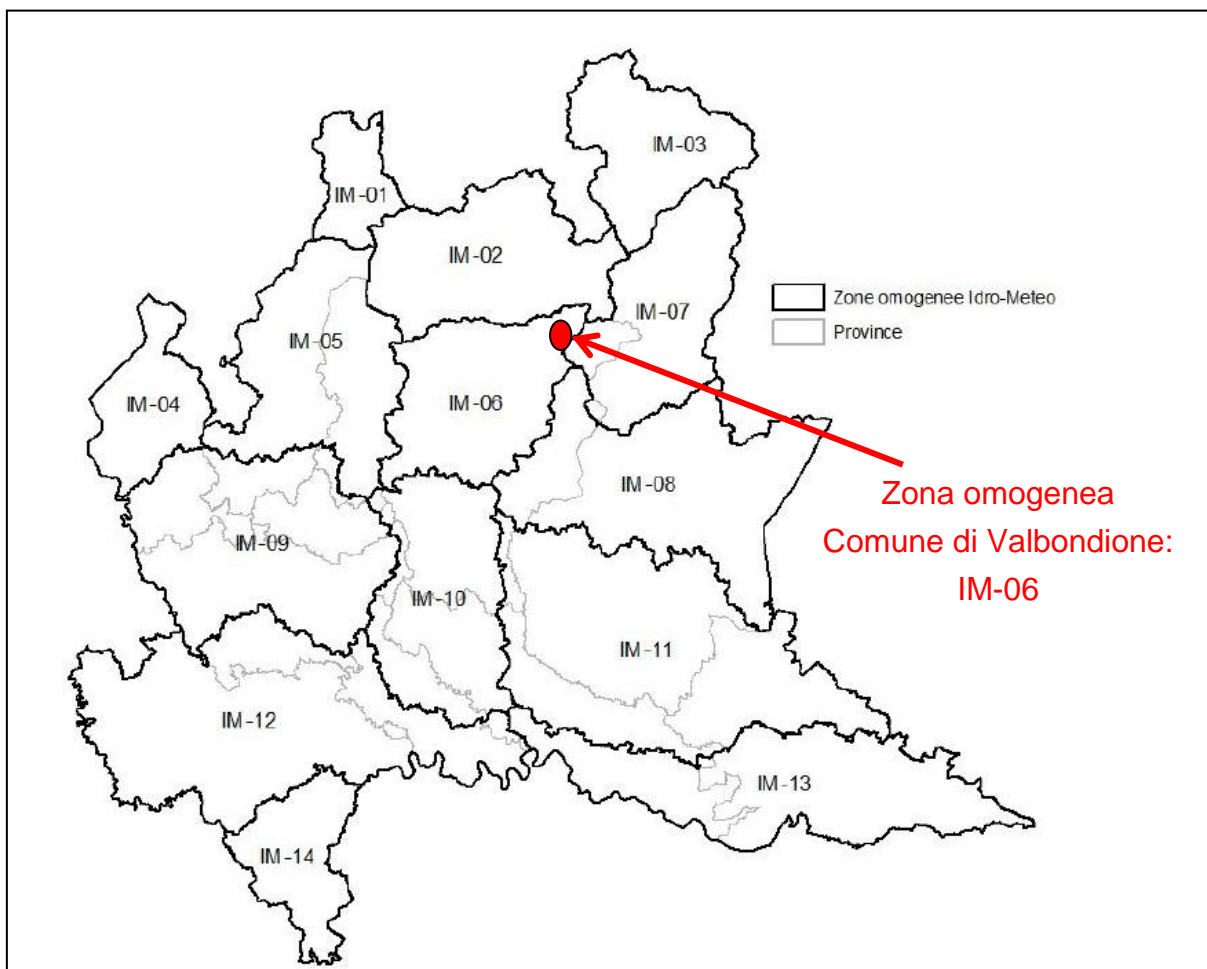 IM-03
IM-01
IM-02
Zone omogenee Idro-Meteo
IM-07
Province
IM-05
IM-04
IM-06
IM-08
Zona omogenea
Comune di Valbondione:
IM-06
IM-09
IM-10
IM-11
IM-12
IM-13
IM-14